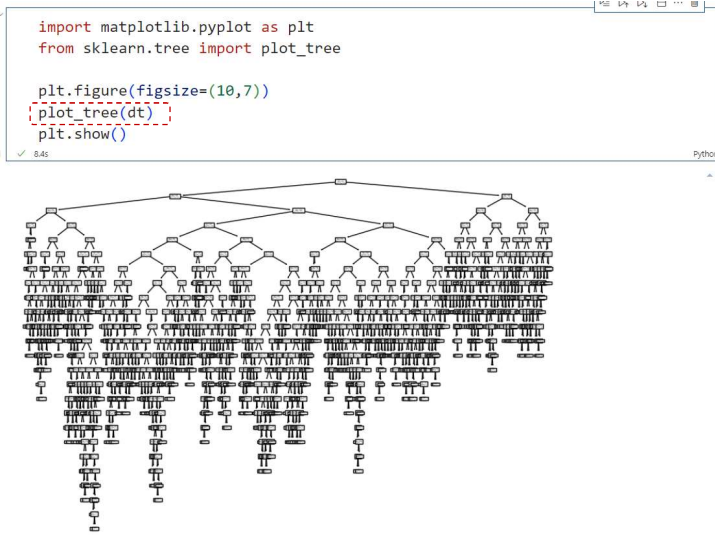 import matplotlib.pyplot as plt
from sklearn.tree import plot_tree
plt.figure(figsize=(10,7))
plot_tree(dt)
plt.show()
8.4s